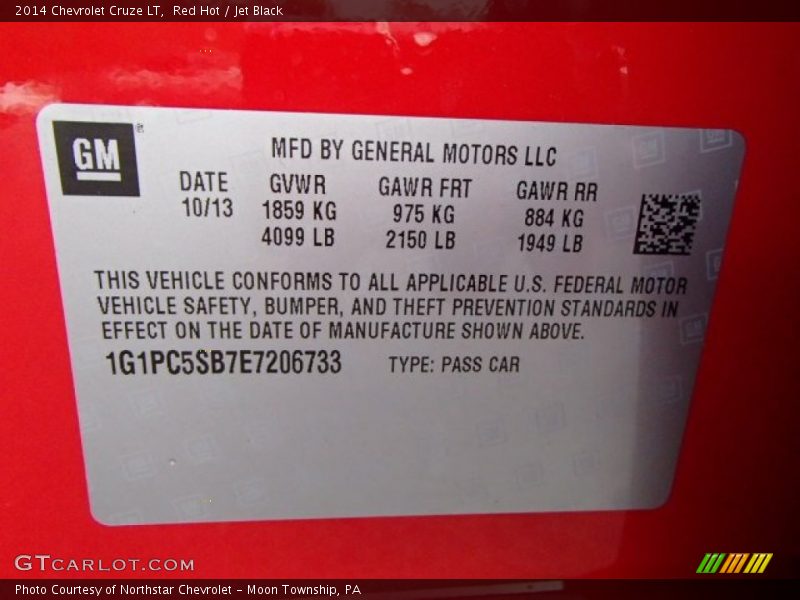 2014 Chevrolet Cruze LT, Red Hot / Jet Black
GM ®
MFD BY GENERAL MOTORS LLC
DATE GVWR GAWR FRT GAWR RR
10/13 1859 KG 975 KG 884 KG
4099 LB 2150 LB 1949 LB
THIS VEHICLE CONFORMS TO ALL APPLICABLE U.S. FEDERAL MOTOR
VEHICLE SAFETY, BUMPER, AND THEFT PREVENTION STANDARDS IN
EFFECT ON THE DATE OF MANUFACTURE SHOWN ABOVE.
1G1PC5SB7E7206733 TYPE: PASS CAR
GTCARLOT.COM
Photo Courtesy of Northstar Chevrolet - Moon Township, PA